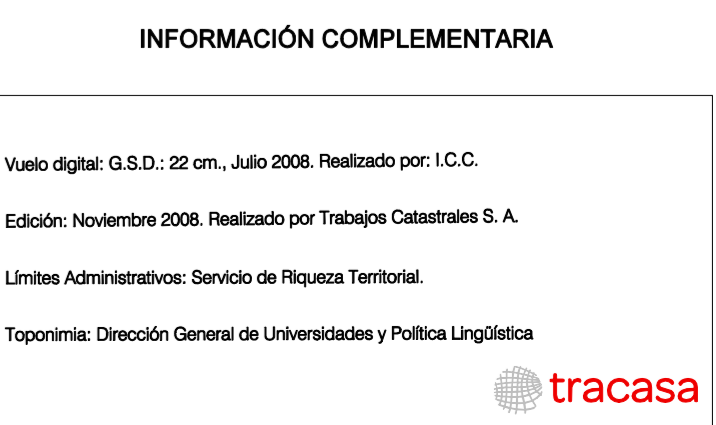 INFORMACIÓN COMPLEMENTARIA
Vuelo digital: G.S.D.: 22 cm., Julio 2008. Realizado por: I.C.C.
Edición: Noviembre 2008. Realizado por Trabajos Catastrales S. A.
Límites Administrativos: Servicio de Riqueza Territorial.
Toponimia: Dirección General de Universidades y Política Lingüística
tracasa